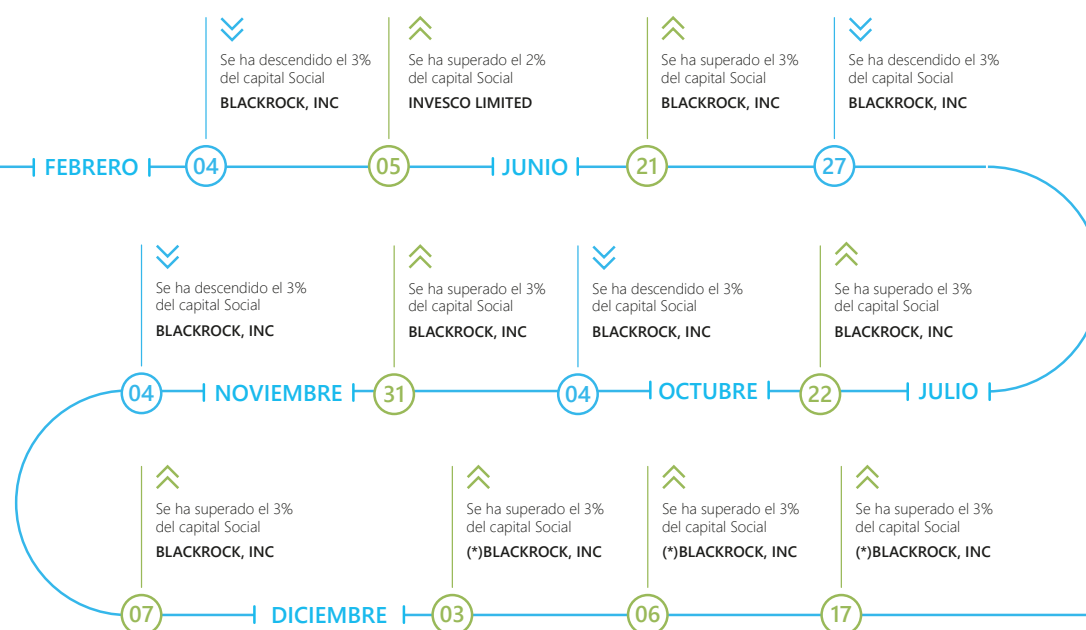 Se ha descendido el 3%
del capital Social
BLACKROCK, INC
Se ha superado el 2%
del capital Social
INVESCO LIMITED
Se ha superado el 3%
del capital Social
BLACKROCK, INC
Se ha descendido el 3%
del capital Social
BLACKROCK, INC
FEBRERO
04
05
JUNIO
21
27
Se ha descendido el 3%
del capital Social
BLACKROCK, INC
Se ha superado el 3%
del capital Social
BLACKROCK, INC
Se ha descendido el 3%
del capital Social
BLACKROCK, INC
Se ha superado el 3%
del capital Social
BLACKROCK, INC
04
NOVIEMBRE
31
04
OCTUBRE
22
JULIO
Se ha superado el 3%
del capital Social
BLACKROCK, INC
Se ha superado el 3%
del capital Social
(*)BLACKROCK, INC
Se ha superado el 3%
del capital Social
(*)BLACKROCK, INC
Se ha superado el 3%
del capital Social
(*)BLACKROCK, INC
07
DICIEMBRE
03
06
17